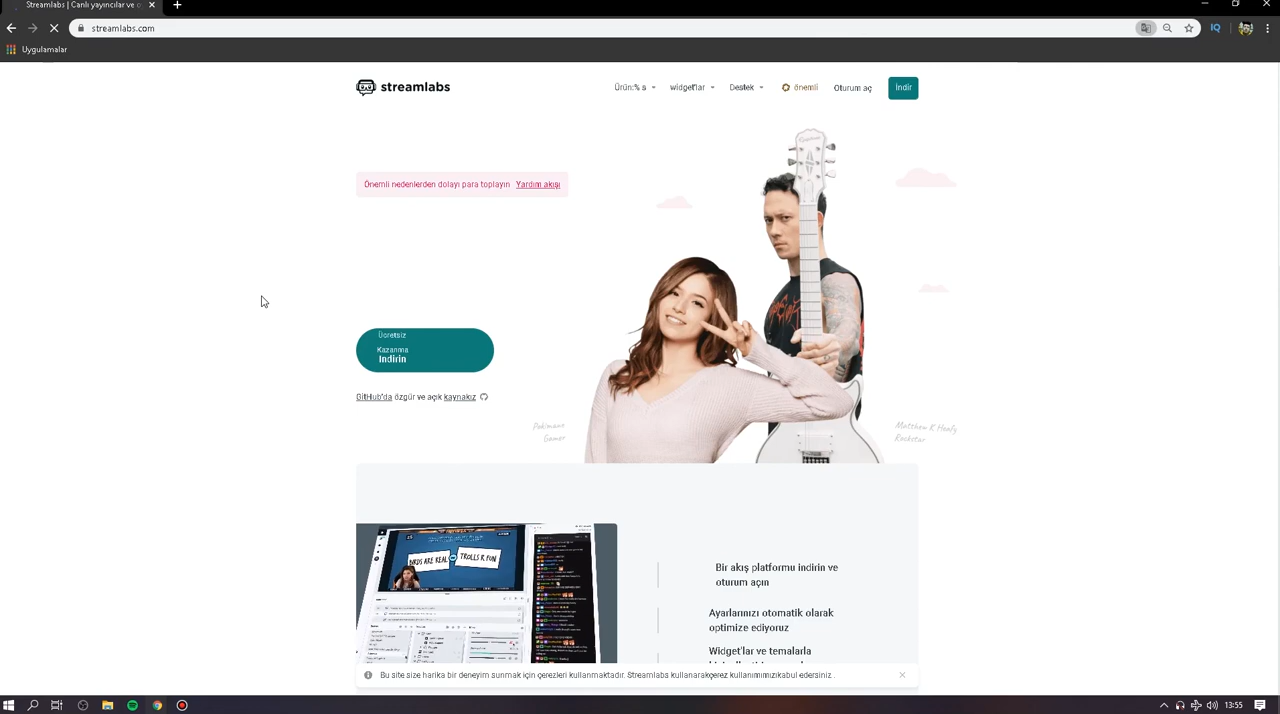 Streamlabs | Canlı yayıncılar ve e
streamlabs.com
Uygulamalar
streamlabs
Ürün:% s
widget'lar
Destek
önemli
Oturum aç
İndir
Önemli nedenlerden dolayı para toplayın Yardım akışı
Ücretsiz
Kazanma
Indirin
GitHub'da özgür ve açık kaynakız
Pokimane
Gamer
Matthew K Heafy
Rockstar
BIRDS ARE REAL
TROLLS R FUN
Bir akış platformu indirin ve
oturum açın
Ayarlarınızı otomatik olarak
optimize ediyoruz
Widget'lar ve temalarla
Bu site size harika bir deneyim sunmak için çerezleri kullanmaktadır. Streamlabs kullanarakçerez kullanımımızıkabul edersiniz .
13:55